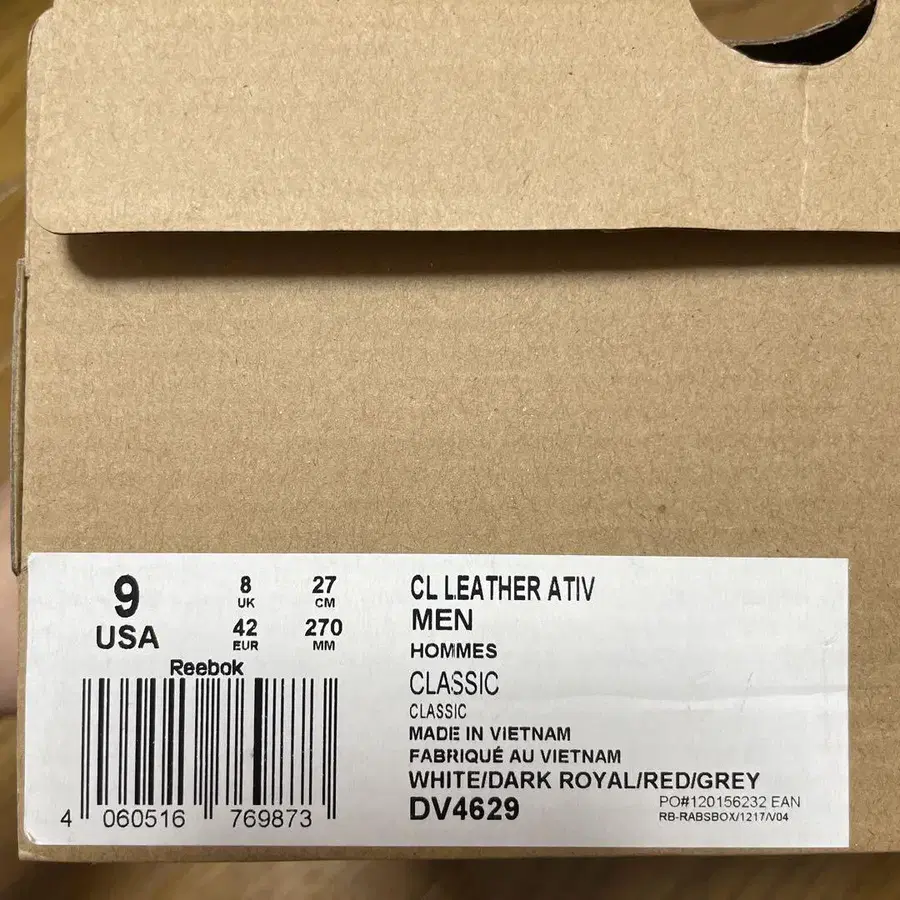 9
USA
8
UK
27
CM
42
EUR
270
MM
Reebok
4 060516 769873
CL LEATHER ATIV
MEN
HOMMES
CLASSIC
CLASSIC
MADE IN VIETNAM
FABRIQUÉ AU VIETNAM
WHITE/DARK ROYAL/RED/GREY
DV4629
PO#120156232 EAN
RB-RABSBOX/1217/V04